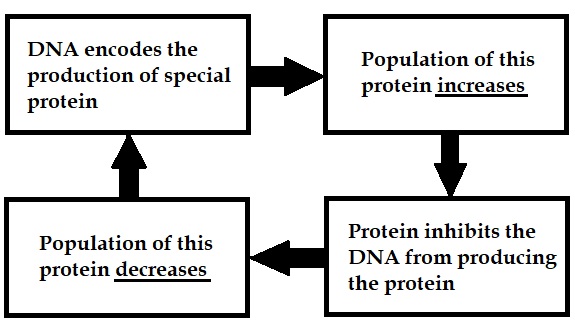 DNA encodes the
production of special
protein
Population of this
protein increases
Protein inhibits the
DNA from producing
the protein
Population of this
protein decreases